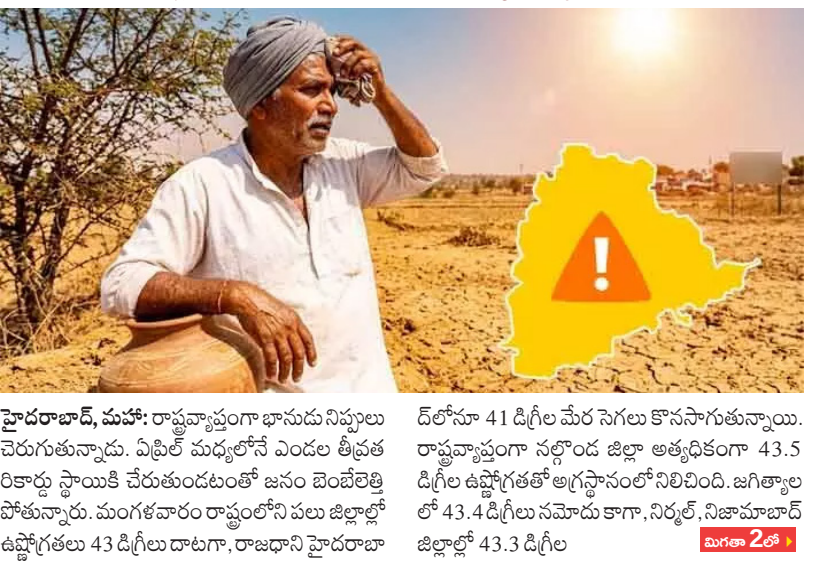 హైదరాబాద్, మహా: రాష్ట్రవ్యాప్తంగా భానుడు నిప్పులు
చెరుగుతున్నాడు. ఏప్రిల్ మధ్యలోనే ఎండల తీవ్రత
రికార్డు స్థాయికి చేరుతుండటంతో జనం బెంబేలెత్తి
పోతున్నారు. మంగళవారం రాష్ట్రంలోని పలు జిల్లాల్లో
ఉష్ణోగ్రతలు 43 డిగ్రీలు దాటగా, రాజధాని హైదరాబా
ద్‌లోనూ 41 డిగ్రీల మేర సెగలు కొనసాగుతున్నాయి.
రాష్ట్రవ్యాప్తంగా నల్గొండ జిల్లా అత్యధికంగా 43.5
డిగ్రీల ఉష్ణోగ్రతతో అగ్రస్థానంలో నిలిచింది. జగిత్యాల
లో 43.4 డిగ్రీలు నమోదు కాగా, నిర్మల్, నిజామాబాద్
జిల్లాల్లో 43.3 డిగ్రీల
మిగతా 2లో